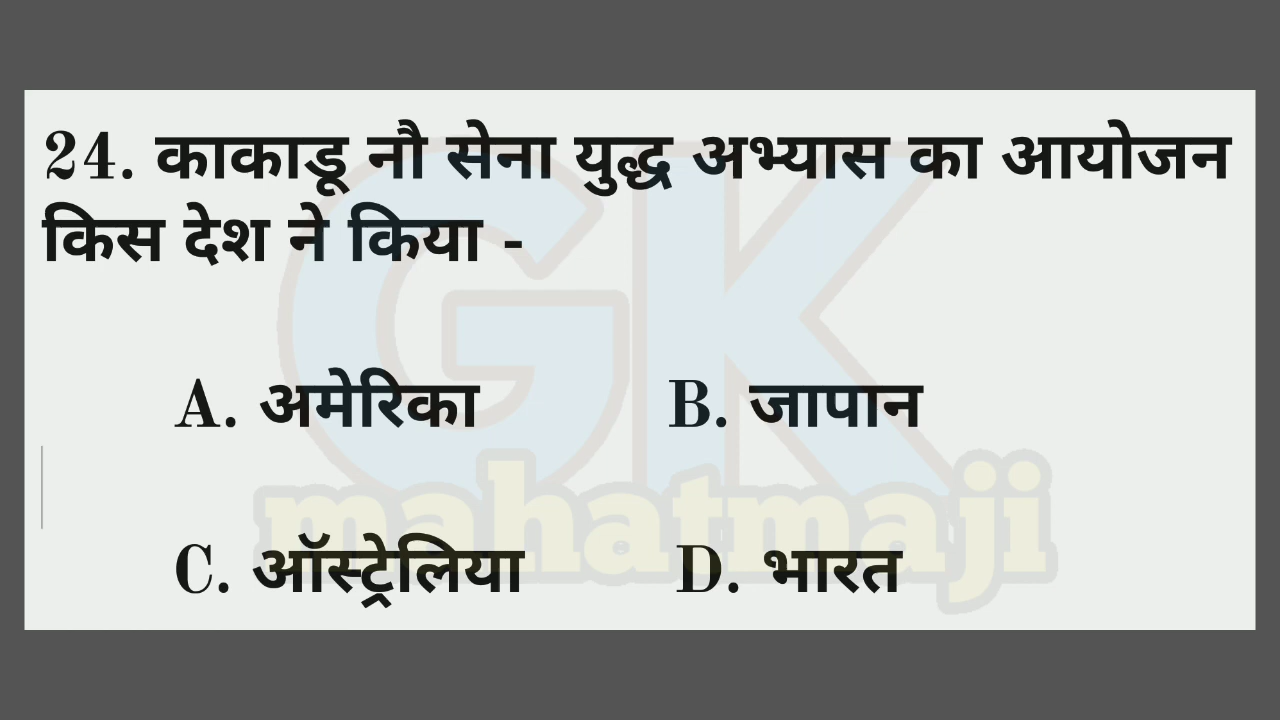 24. काकाडू नौ सेना युद्ध अभ्यास का आयोजन
किस देश ने किया -
A. अमेरिका B. जापान
C. ऑस्ट्रेलिया D. भारत
GK
mahatmaji